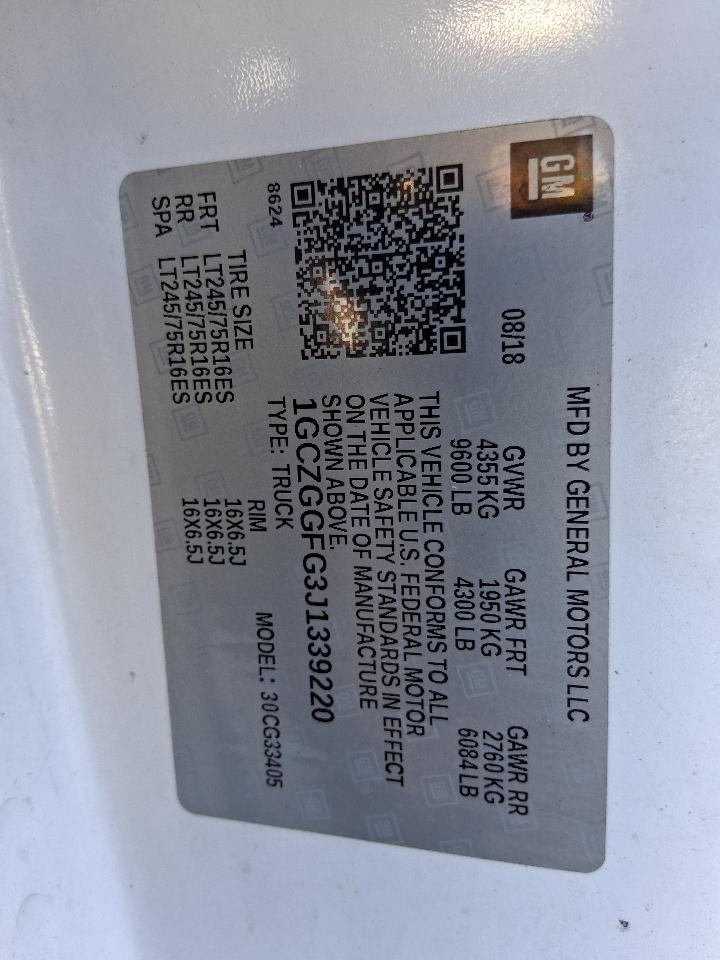 GM®
MFD BY GENERAL MOTORS LLC
08/18 GVWR GAWR FRT GAWR RR
4355 KG 1950 KG 2760 KG
9600 LB 4300 LB 6084 LB
THIS VEHICLE CONFORMS TO ALL
APPLICABLE U.S. FEDERAL MOTOR
VEHICLE SAFETY STANDARDS IN EFFECT
ON THE DATE OF MANUFACTURE
SHOWN ABOVE.
1GCZGGFG3J1339220
8624 TYPE: TRUCK MODEL: 30CG33405
TIRE SIZE RIM
FRT LT245/75R16ES 16X6.5J
RR LT245/75R16ES 16X6.5J
SPA LT245/75R16ES 16X6.5J